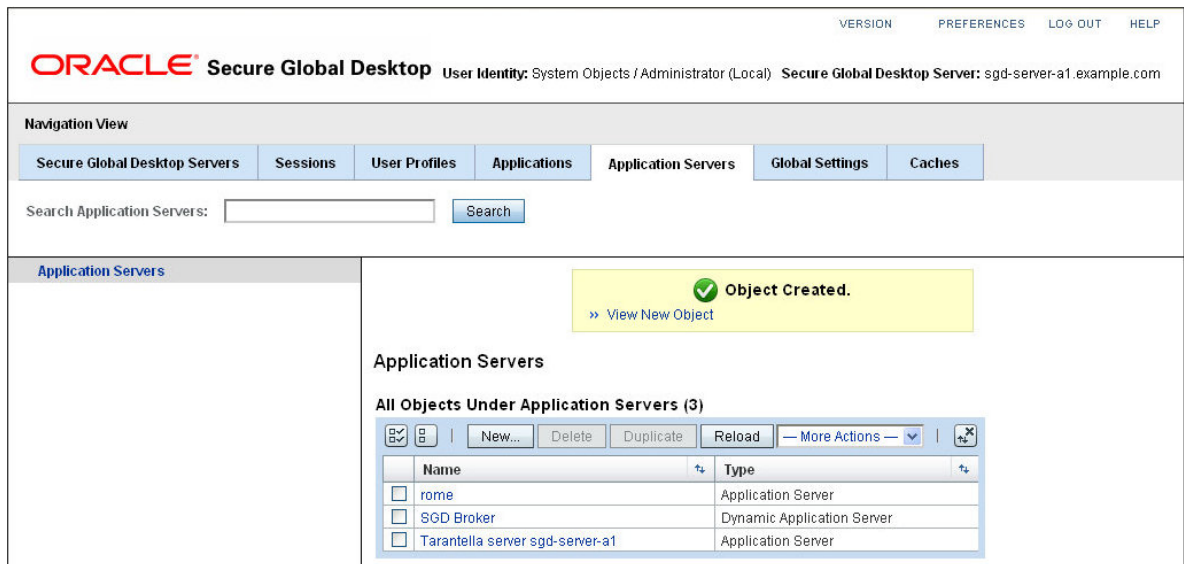 VERSION PREFERENCES LOG OUT HELP
ORACLE Secure Global Desktop User Identity: System Objects / Administrator (Local) Secure Global Desktop Server: sgd-server-a1.example.com
Navigation View
Secure Global Desktop Servers Sessions User Profiles Applications Application Servers Global Settings Caches
Search Application Servers: Search
Application Servers
Object Created.
» View New Object
Application Servers
All Objects Under Application Servers (3)
New... Delete Duplicate Reload — More Actions —
Name Type
rome Application Server
SGD Broker Dynamic Application Server
Tarantella server sgd-server-a1 Application Server